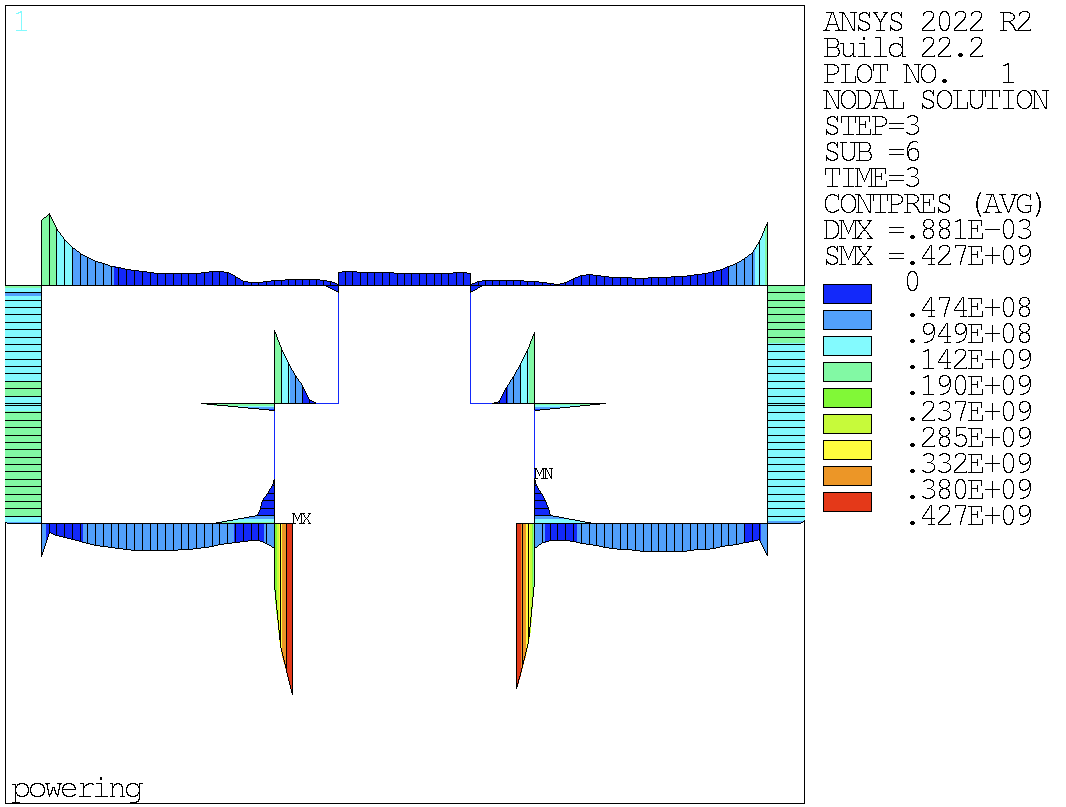 1
ANSYS 2022 R2
Build 22.2
PLOT NO. 1
NODAL SOLUTION
STEP=3
SUB =6
TIME=3
CONTPRES (AVG)
DMX =.881E-03
SMX =.427E+09
0
.474E+08
.949E+08
.142E+09
.190E+09
.237E+09
.285E+09
.332E+09
.380E+09
.427E+09
MN
MX
powering